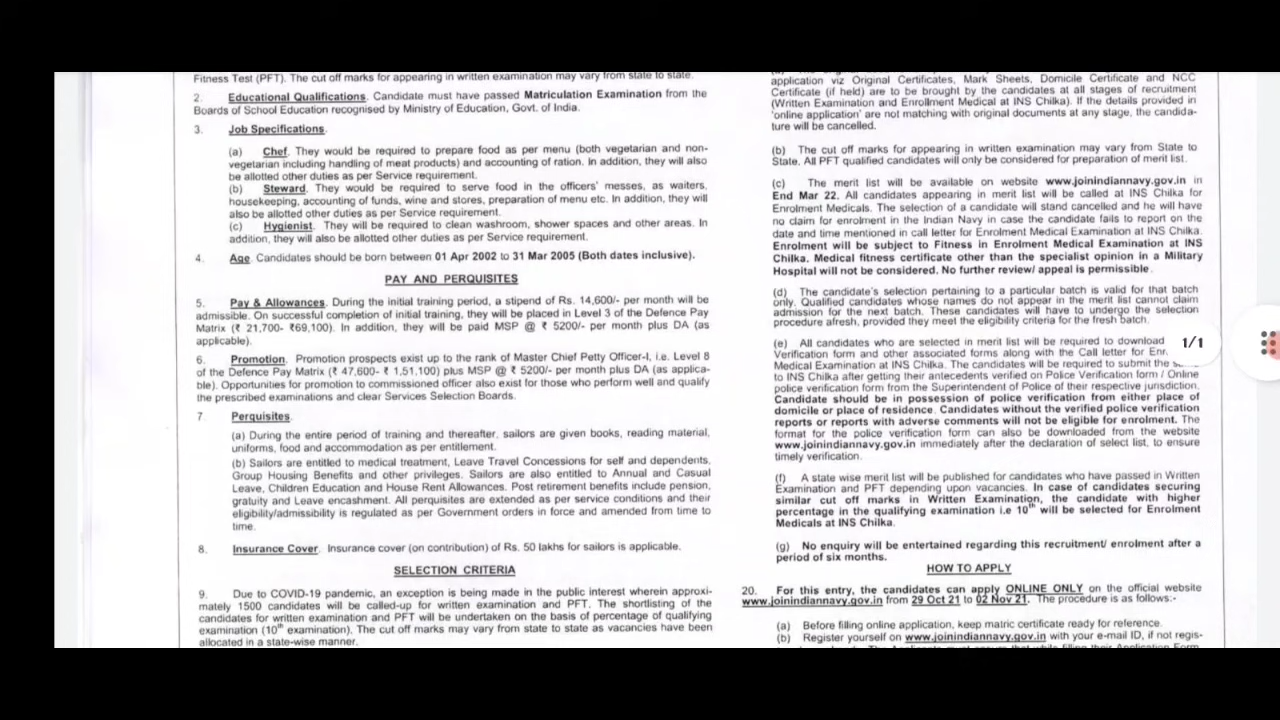 Fitness Test (PFT). The cut off marks for appearing in written examination may vary from state to state.
2. Educational Qualifications. Candidate must have passed Matriculation Examination from the
Boards of School Education recognised by Ministry of Education, Govt. of India.
3. Job Specifications.
(a) Chef. They would be required to prepare food as per menu (both vegetarian and non-
vegetarian including handling of meat products) and accounting of ration. In addition, they will also
be allotted other duties as per Service requirement.
(b) Steward. They would be required to serve food in the officers' messes, as waiters,
housekeeping, accounting of funds, wine and stores, preparation of menu etc. In addition, they will
also be allotted other duties as per Service requirement.
(c) Hygienist. They will be required to clean washroom, shower spaces and other areas. In
addition, they will also be allotted other duties as per Service requirement.
4. Age. Candidates should be born between 01 Apr 2002 to 31 Mar 2005 (Both dates inclusive).
PAY AND PERQUISITES
5. Pay & Allowances. During the initial training period, a stipend of Rs. 14,600/- per month will be
admissible. On successful completion of initial training, they will be placed in Level 3 of the Defence Pay
Matrix (₹ 21,700- ₹69,100). In addition, they will be paid MSP @ ₹ 5200/- per month plus DA (as
applicable).
6. Promotion. Promotion prospects exist up to the rank of Master Chief Petty Officer-I, i.e. Level 8
of the Defence Pay Matrix (₹ 47,600- ₹ 1,51,100) plus MSP @ ₹ 5200/- per month plus DA (as applica-
ble). Opportunities for promotion to commissioned officer also exist for those who perform well and qualify
the prescribed examinations and clear Services Selection Boards.
7. Perquisites.
(a) During the entire period of training and thereafter, sailors are given books, reading material,
uniforms, food and accommodation as per entitlement.
(b) Sailors are entitled to medical treatment, Leave Travel Concessions for self and dependents,
Group Housing Benefits and other privileges. Sailors are also entitled to Annual and Casual
Leave, Children Education and House Rent Allowances. Post retirement benefits include pension,
gratuity and Leave encashment. All perquisites are extended as per service conditions and their
eligibility/admissibility is regulated as per Government orders in force and amended from time to
time.
8. Insurance Cover. Insurance cover (on contribution) of Rs. 50 lakhs for sailors is applicable.
SELECTION CRITERIA
9. Due to COVID-19 pandemic, an exception is being made in the public interest wherein approxi-
mately 1500 candidates will be called-up for written examination and PFT. The shortlisting of
candidates for written examination and PFT will be undertaken on the basis of percentage of qualifying
examination (10th examination). The cut off marks may vary from state to state as vacancies have been
allocated in a state-wise manner.
application viz Original Certificates, Mark Sheets, Domicile Certificate and NCC
Certificate (if held) are to be brought by the candidates at all stages of recruitment
(Written Examination and Enrollment Medical at INS Chilka). If the details provided in
'online application' are not matching with original documents at any stage, the candida-
ture will be cancelled.
(b) The cut off marks for appearing in written examination may vary from State to
State. All PFT qualified candidates will only be considered for preparation of merit list.
(c) The merit list will be available on website www.joinindiannavy.gov.in in
End Mar 22. All candidates appearing in merit list will be called at INS Chilka for
Enrolment Medicals. The selection of a candidate will stand cancelled and he will have
no claim for enrolment in the Indian Navy in case the candidate fails to report on the
date and time mentioned in call letter for Enrolment Medical Examination at INS Chilka.
Enrolment will be subject to Fitness in Enrolment Medical Examination at INS
Chilka. Medical fitness certificate other than the specialist opinion in a Military
Hospital will not be considered. No further review/ appeal is permissible.
(d) The candidate's selection pertaining to a particular batch is valid for that batch
only. Qualified candidates whose names do not appear in the merit list cannot claim
admission for the next batch. These candidates will have to undergo the selection
procedure afresh, provided they meet the eligibility criteria for the fresh batch.
(e) All candidates who are selected in merit list will be required to download
Verification form and other associated forms along with the Call letter for Enr
Medical Examination at INS Chilka. The candidates will be required to submit the
to INS Chilka after getting their antecedents verified on Police Verification form / Online
police verification form from the Superintendent of Police of their respective jurisdiction.
Candidate should be in possession of police verification from either place of
domicile or place of residence. Candidates without the verified police verification
reports or reports with adverse comments will not be eligible for enrolment. The
format for the police verification form can also be downloaded from the website
www.joinindiannavy.gov.in immediately after the declaration of select list, to ensure
timely verification.
(f) A state wise merit list will be published for candidates who have passed in Written
Examination and PFT depending upon vacancies. In case of candidates securing
similar cut off marks in Written Examination, the candidate with higher
percentage in the qualifying examination i.e 10th will be selected for Enrolment
Medicals at INS Chilka.
(g) No enquiry will be entertained regarding this recruitment/ enrolment after a
period of six months.
HOW TO APPLY
20. For this entry, the candidates can apply ONLINE ONLY on the official website
www.joinindiannavy.gov.in from 29 Oct 21 to 02 Nov 21. The procedure is as follows:-
(a) Before filling online application, keep matric certificate ready for reference.
(b) Register yourself on www.joinindiannavy.gov.in with your e-mail ID, if not regis-
1/1